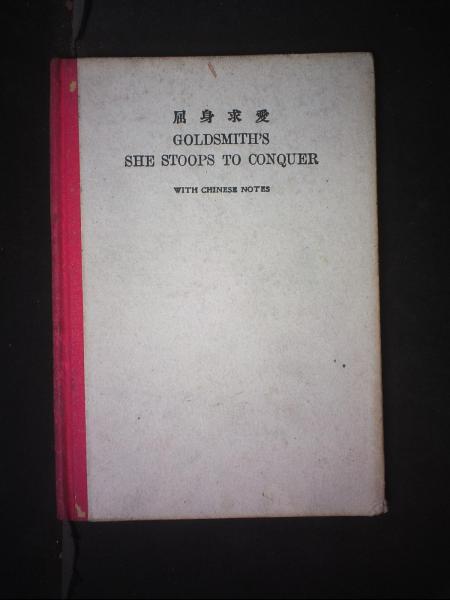 屈身求愛
GOLDSMITH'S
SHE STOOPS TO CONQUER
WITH CHINESE NOTES